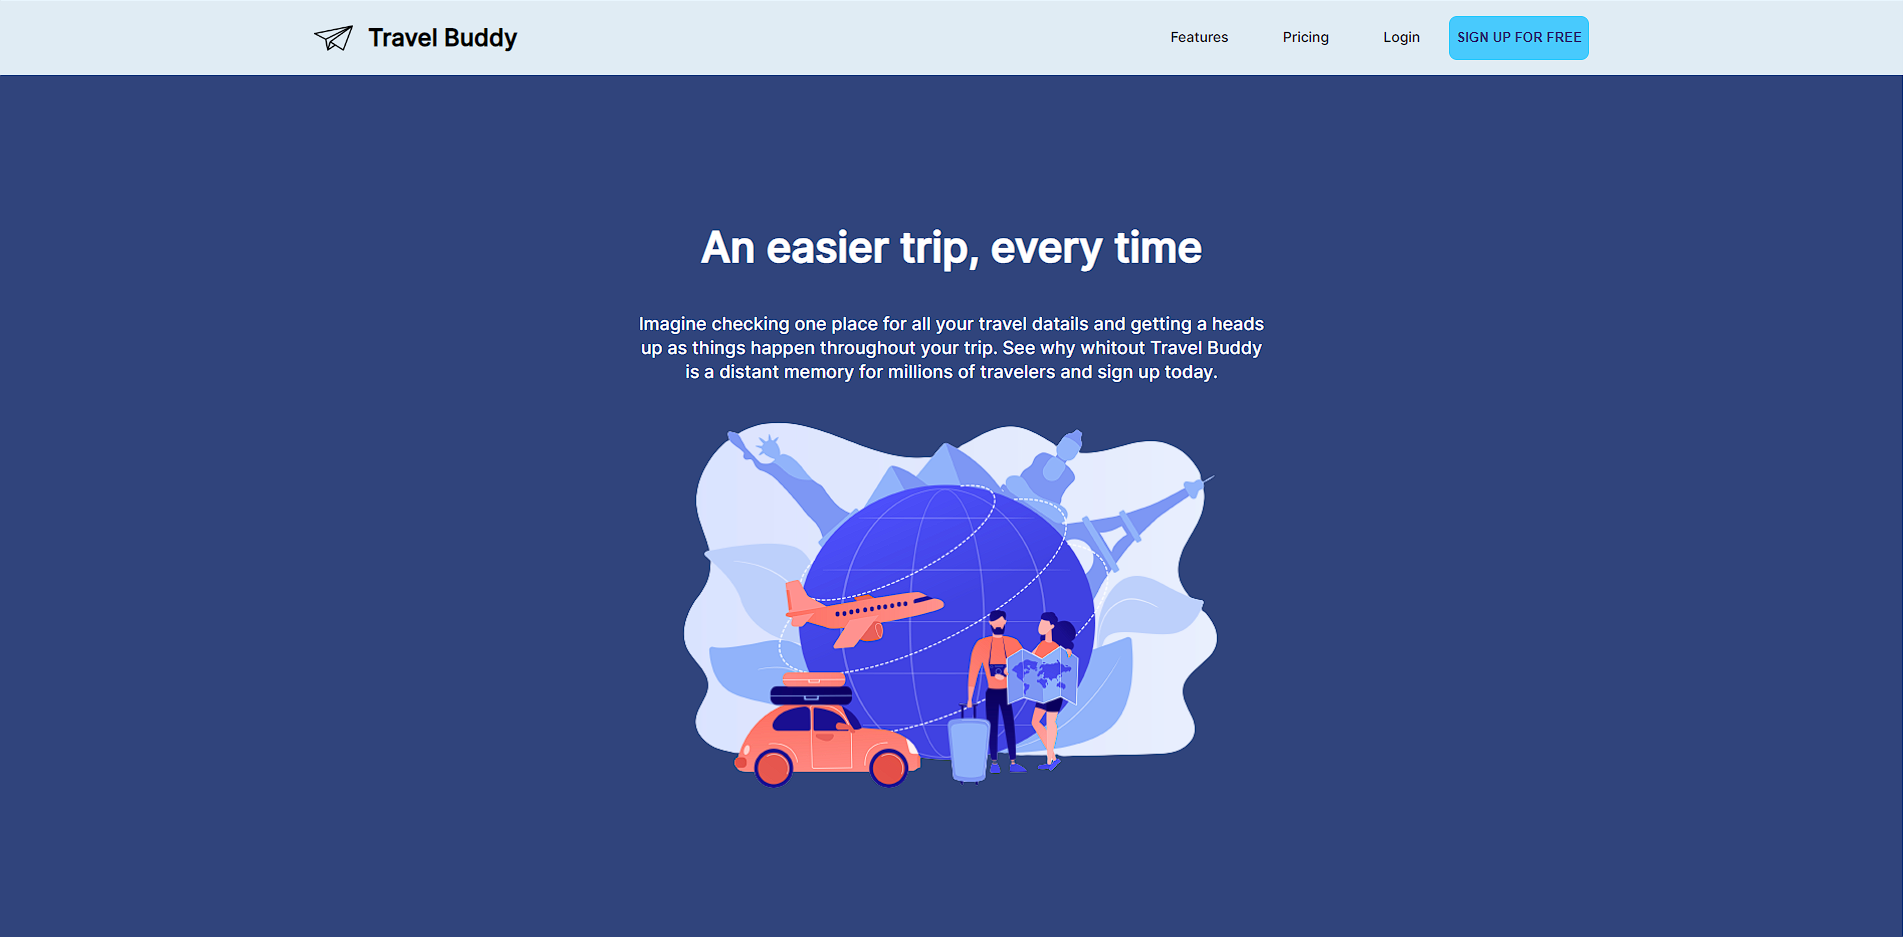 Travel Buddy
Features
Pricing
Login
SIGN UP FOR FREE
An easier trip, every time
Imagine checking one place for all your travel datails and getting a heads
up as things happen throughout your trip. See why whitout Travel Buddy
is a distant memory for millions of travelers and sign up today.